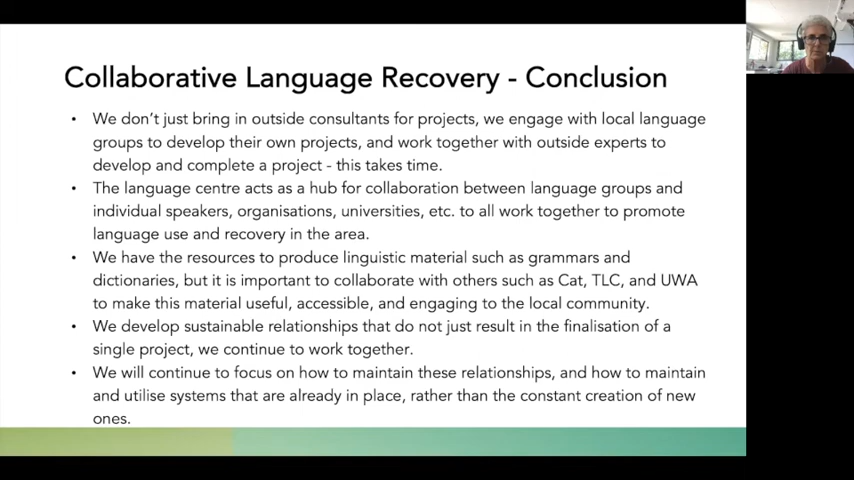 Collaborative Language Recovery - Conclusion
• We don't just bring in outside consultants for projects, we engage with local language
groups to develop their own projects, and work together with outside experts to
develop and complete a project - this takes time.
• The language centre acts as a hub for collaboration between language groups and
individual speakers, organisations, universities, etc. to all work together to promote
language use and recovery in the area.
• We have the resources to produce linguistic material such as grammars and
dictionaries, but it is important to collaborate with others such as Cat, TLC, and UWA
to make this material useful, accessible, and engaging to the local community.
• We develop sustainable relationships that do not just result in the finalisation of a
single project, we continue to work together.
• We will continue to focus on how to maintain these relationships, and how to maintain
and utilise systems that are already in place, rather than the constant creation of new
ones.